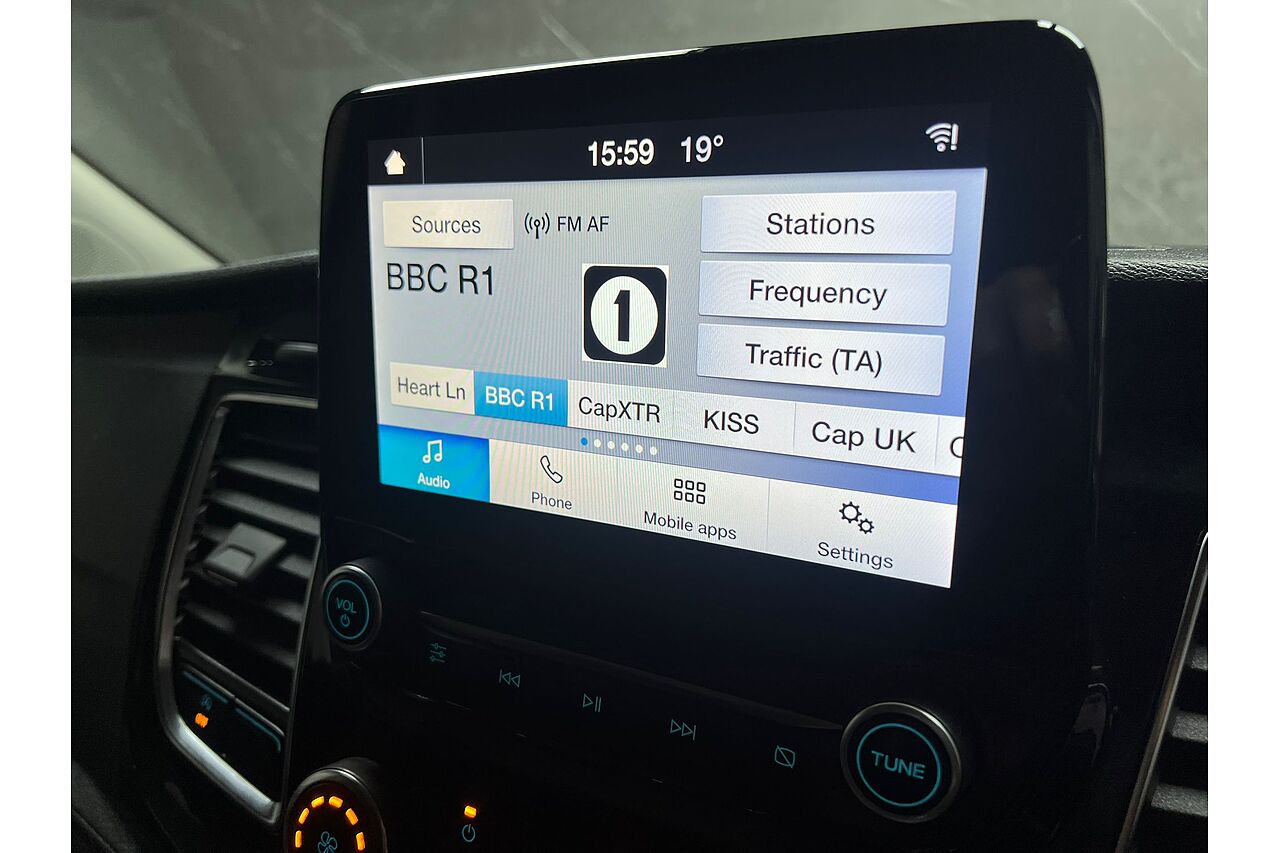 15:59 19°
Sources FM AF
Stations
BBC R1
1
Frequency
Traffic (TA)
Heart Ln BBC R1 CapXTR KISS Cap UK
Audio Phone Mobile apps Settings
VOL
TUNE